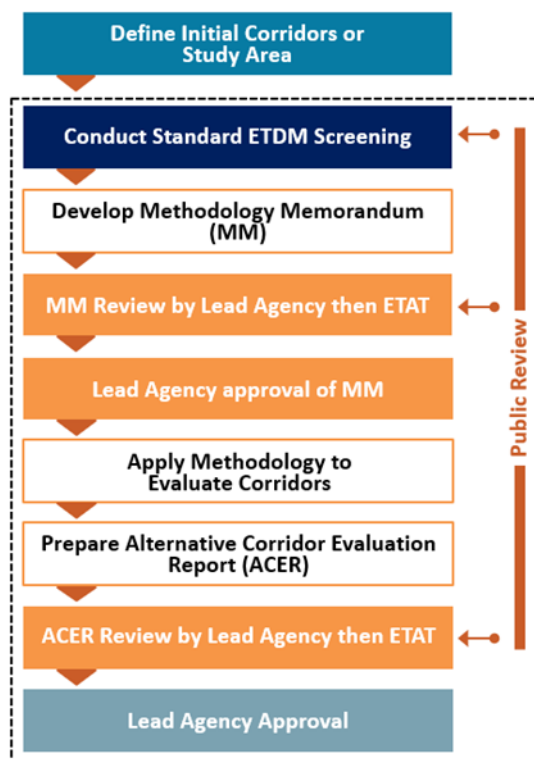 Define Initial Corridors or
Study Area
Conduct Standard ETDM Screening
Develop Methodology Memorandum
(MM)
MM Review by Lead Agency then ETAT
Lead Agency approval of MM
Apply Methodology to
Evaluate Corridors
Prepare Alternative Corridor Evaluation
Report (ACER)
ACER Review by Lead Agency then ETAT
Lead Agency Approval
Public Review